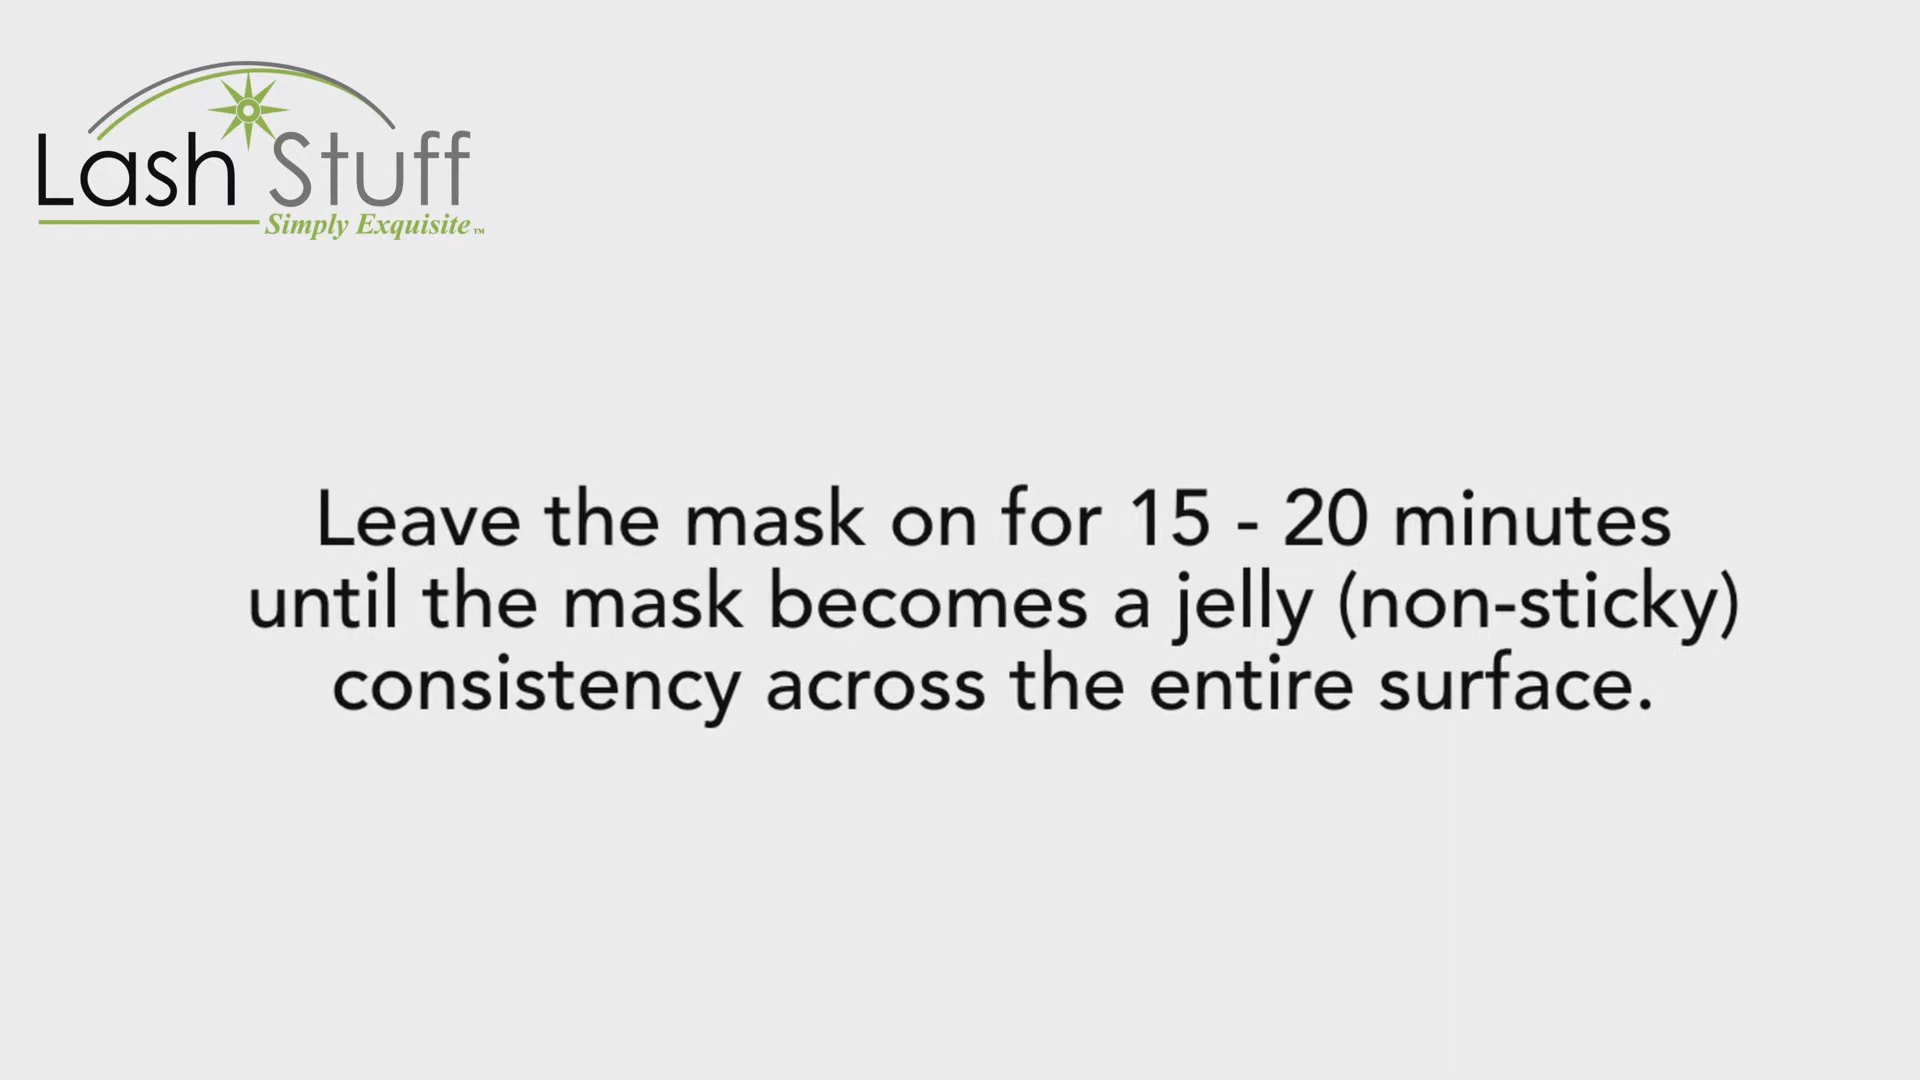 Lash Stuff
Simply Exquisite™
Leave the mask on for 15 - 20 minutes
until the mask becomes a jelly (non-sticky)
consistency across the entire surface.